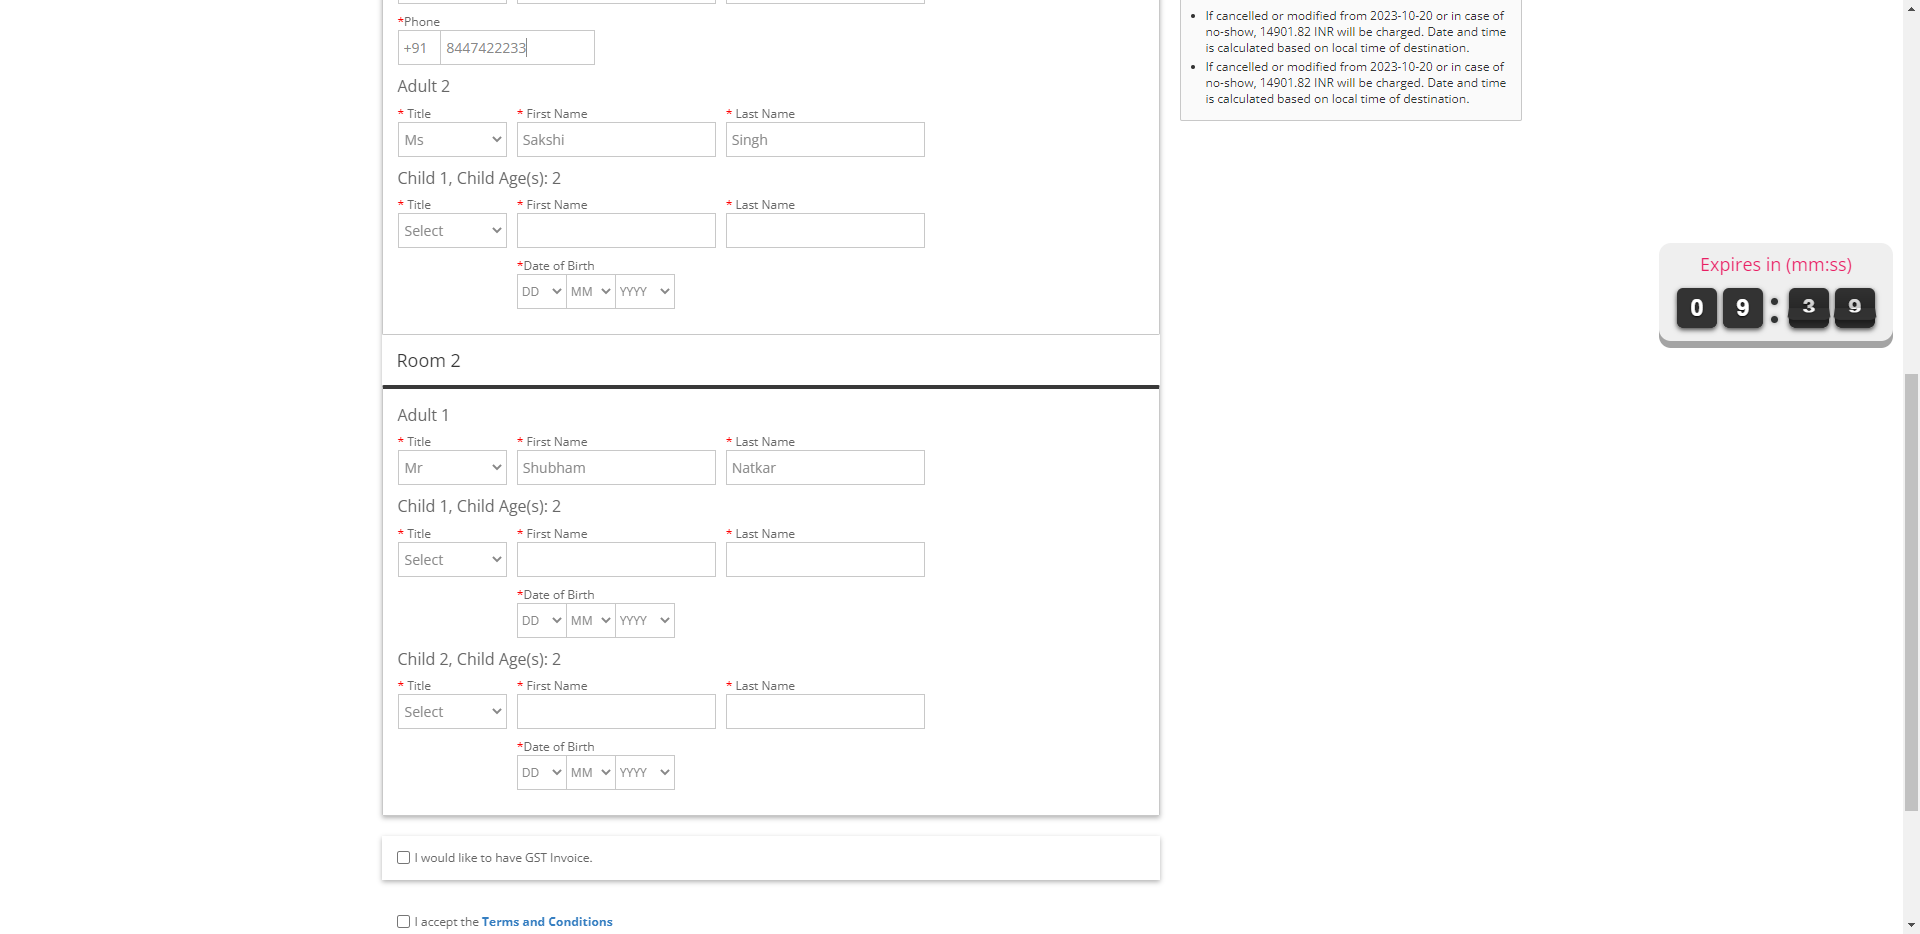 *Phone
+91 8447422233
Adult 2
* Title * First Name * Last Name
Ms Sakshi Singh
Child 1, Child Age(s): 2
* Title * First Name * Last Name
Select
*Date of Birth
DD MM YYYY
Room 2
Adult 1
* Title * First Name * Last Name
Mr Shubham Natkar
Child 1, Child Age(s): 2
* Title * First Name * Last Name
Select
*Date of Birth
DD MM YYYY
Child 2, Child Age(s): 2
* Title * First Name * Last Name
Select
*Date of Birth
DD MM YYYY
I would like to have GST Invoice.
I accept the Terms and Conditions
• If cancelled or modified from 2023-10-20 or in case of
no-show, 14901.82 INR will be charged. Date and time
is calculated based on local time of destination.
• If cancelled or modified from 2023-10-20 or in case of
no-show, 14901.82 INR will be charged. Date and time
is calculated based on local time of destination.
Expires in (mm:ss)
09:39